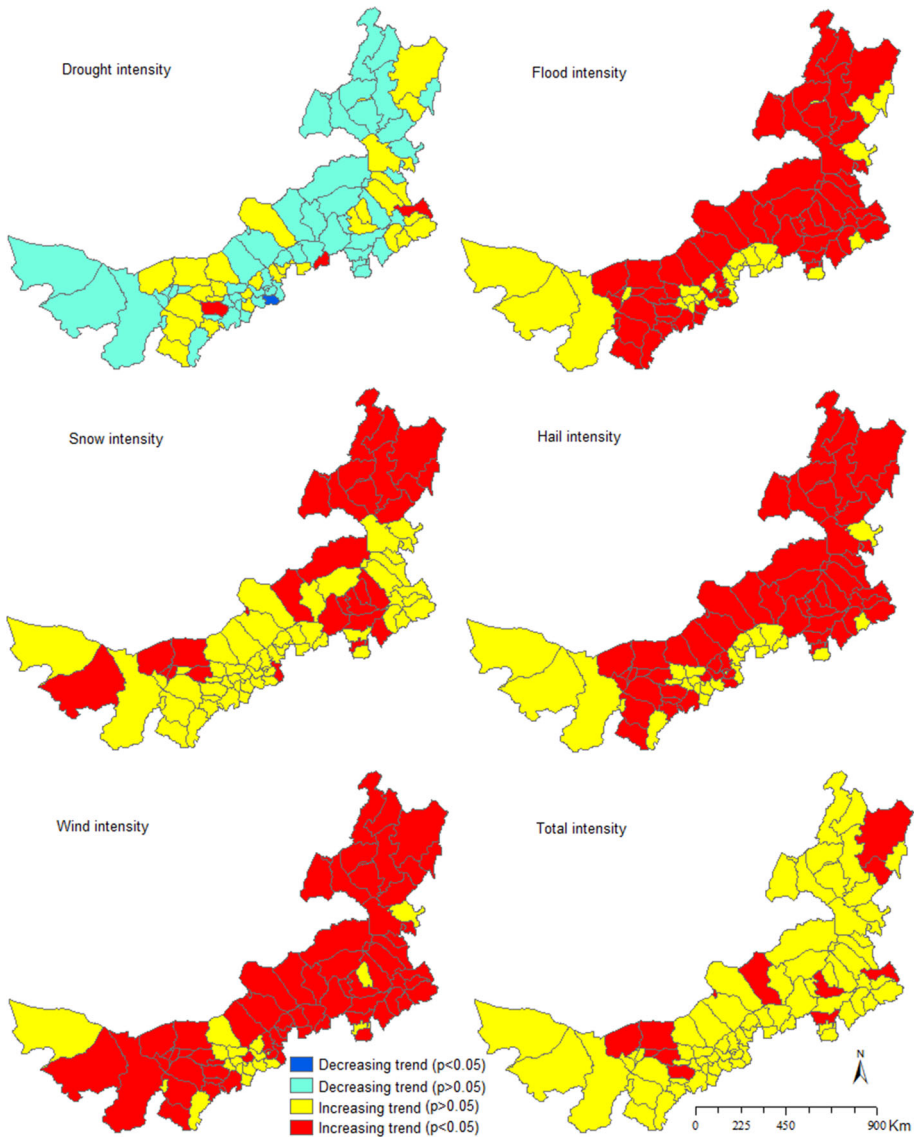 Drought intensity
Flood intensity
Snow intensity
Hail intensity
Wind intensity
Total intensity
Decreasing trend (p<0.05)
Decreasing trend (p>0.05)
Increasing trend (p>0.05)
Increasing trend (p<0.05)
N
0 225 450 900 Km